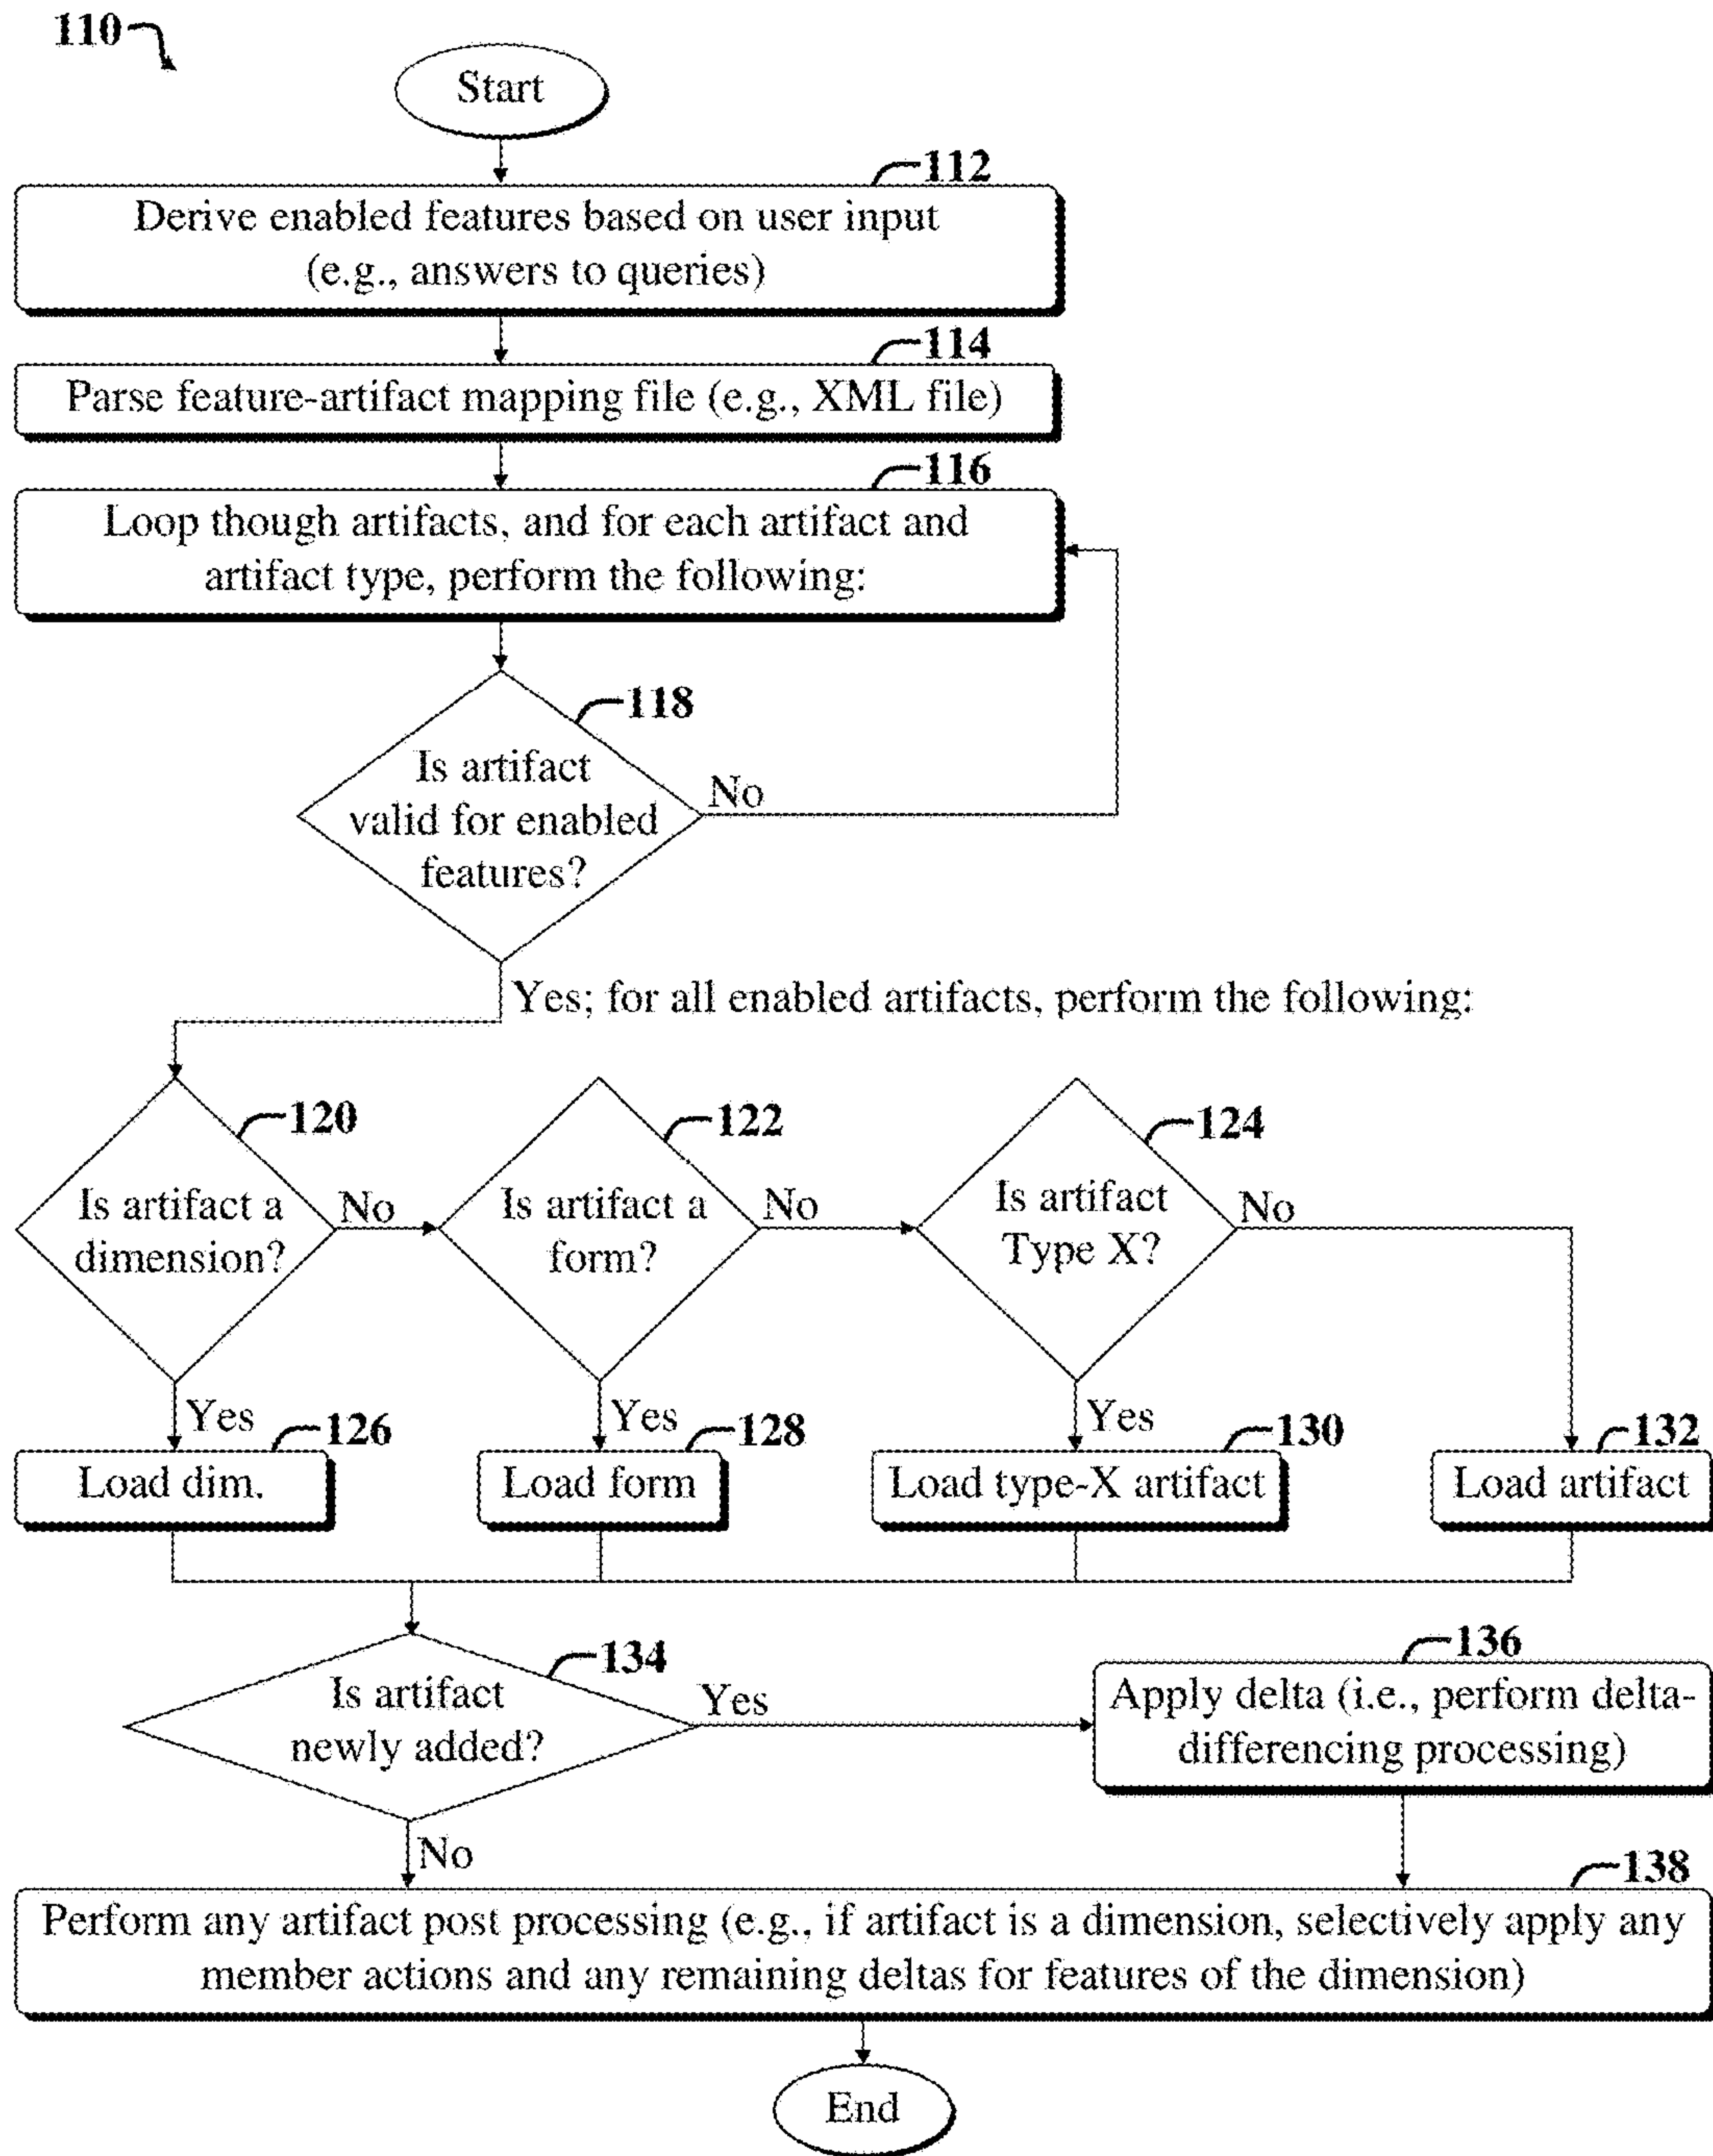 110
Start
112
Derive enabled features based on user input
(e.g., answers to queries)
114
Parse feature-artifact mapping file (e.g., XML file)
116
Loop though artifacts, and for each artifact and
artifact type, perform the following:
118
Is artifact
valid for enabled
features?
No
Yes; for all enabled artifacts, perform the following:
120
Is artifact a
dimension?
No
122
Is artifact a
form?
No
124
Is artifact
Type X?
No
Yes
126
Load dim.
Yes
128
Load form
Yes
130
Load type-X artifact
132
Load artifact
134
Is artifact
newly added?
Yes
136
Apply delta (i.e., perform delta-
differencing processing)
No
138
Perform any artifact post processing (e.g., if artifact is a dimension, selectively apply any
member actions and any remaining deltas for features of the dimension)
End